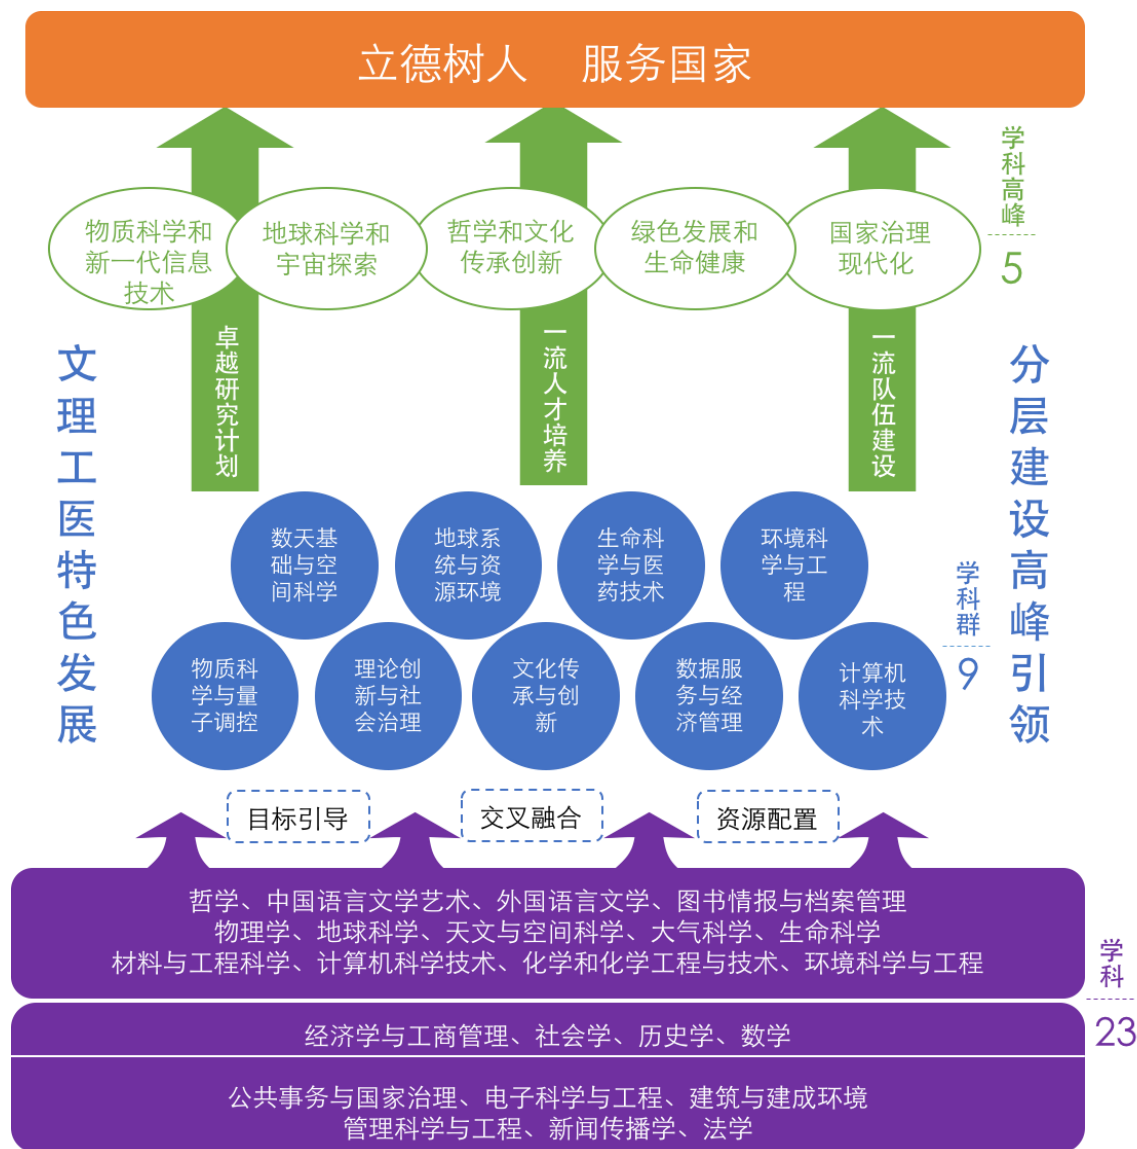 立德树人 服务国家
学科高峰
5
物质科学和
新一代信息
技术
地球科学和
宇宙探索
哲学和文化
传承创新
绿色发展和
生命健康
国家治理
现代化
卓越研究计划
一流人才培养
一流队伍建设
文理工医特色发展
分层建设高峰引领
数天基
础与空
间科学
地球系
统与资
源环境
生命科
学与医
药技术
环境科
学与工
程
学科群
9
物质科
学与量
子调控
理论创
新与社
会治理
文化传
承与创
新
数据服
务与经
济管理
计算机
科学技
术
目标引导
交叉融合
资源配置
哲学、中国语言文学艺术、外国语言文学、图书情报与档案管理
物理学、地球科学、天文与空间科学、大气科学、生命科学
材料与工程科学、计算机科学技术、化学和化学工程与技术、环境科学与工程
学科
23
经济学与工商管理、社会学、历史学、数学
公共事务与国家治理、电子科学与工程、建筑与建成环境
管理科学与工程、新闻传播学、法学